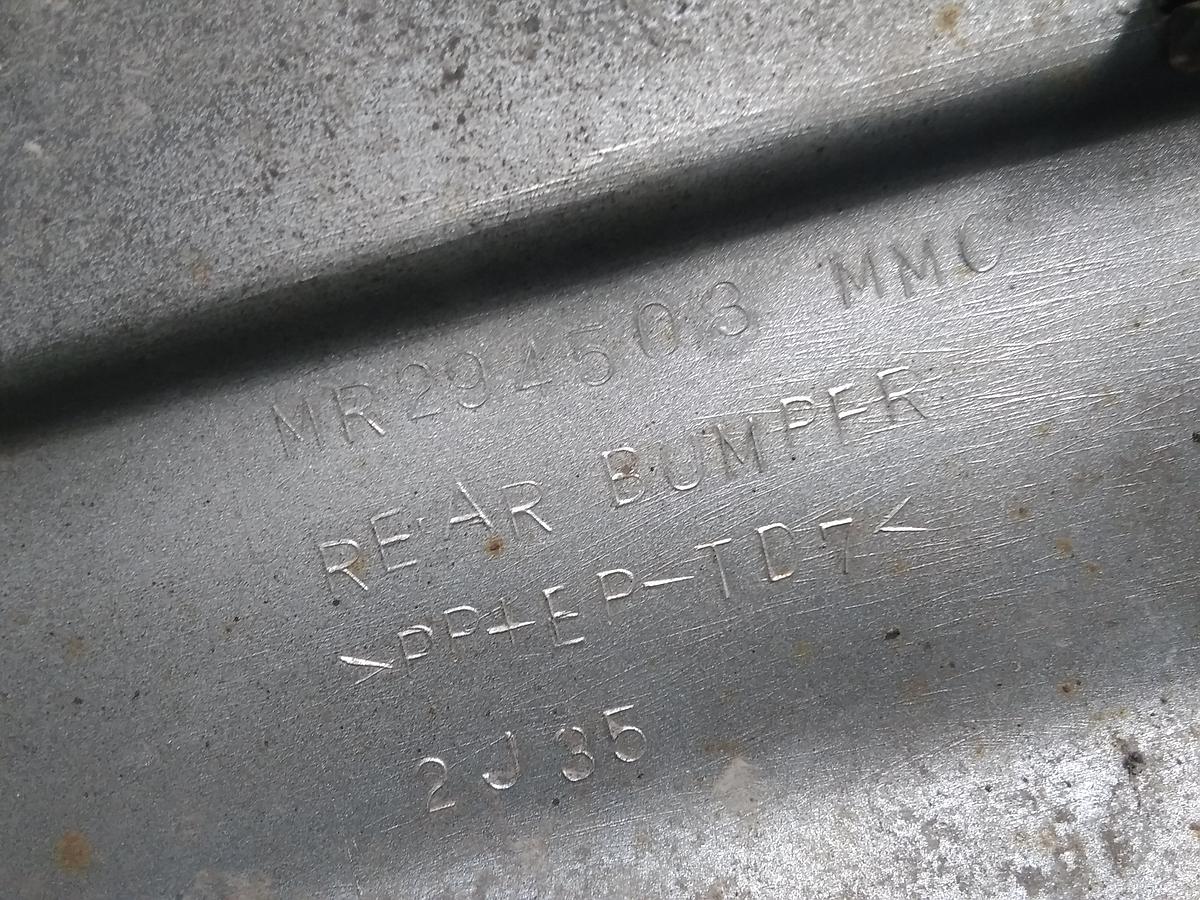 MR294503 MMC
REAR BUMPER
>PP+EP-TD7<
2J35